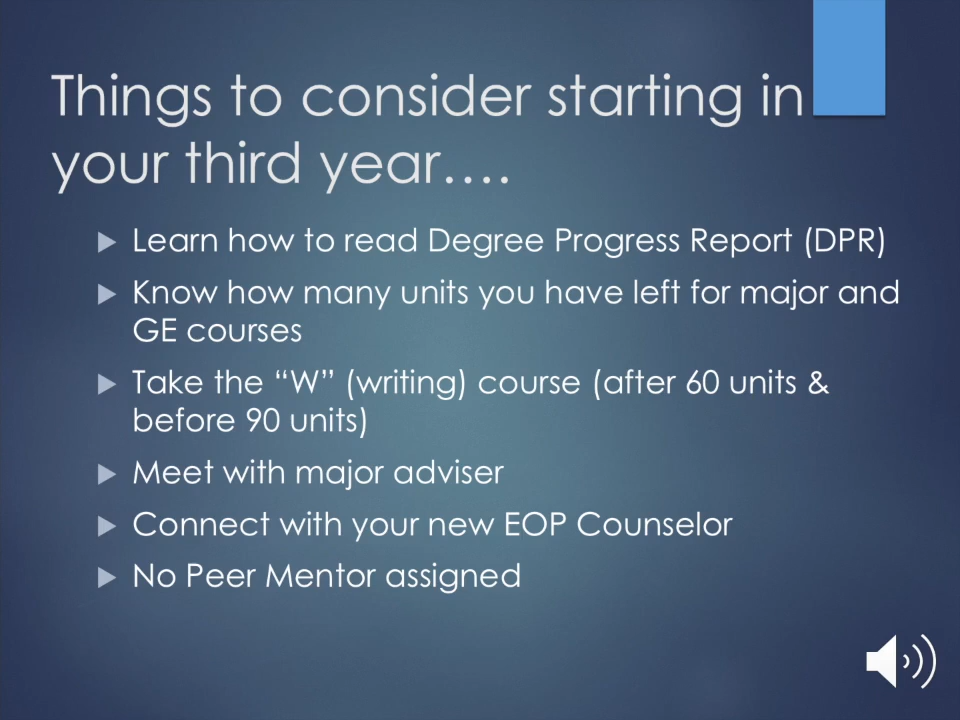 Things to consider starting in
your third year….
Learn how to read Degree Progress Report (DPR)
Know how many units you have left for major and
GE courses
Take the “W” (writing) course (after 60 units &
before 90 units)
Meet with major adviser
Connect with your new EOP Counselor
No Peer Mentor assigned